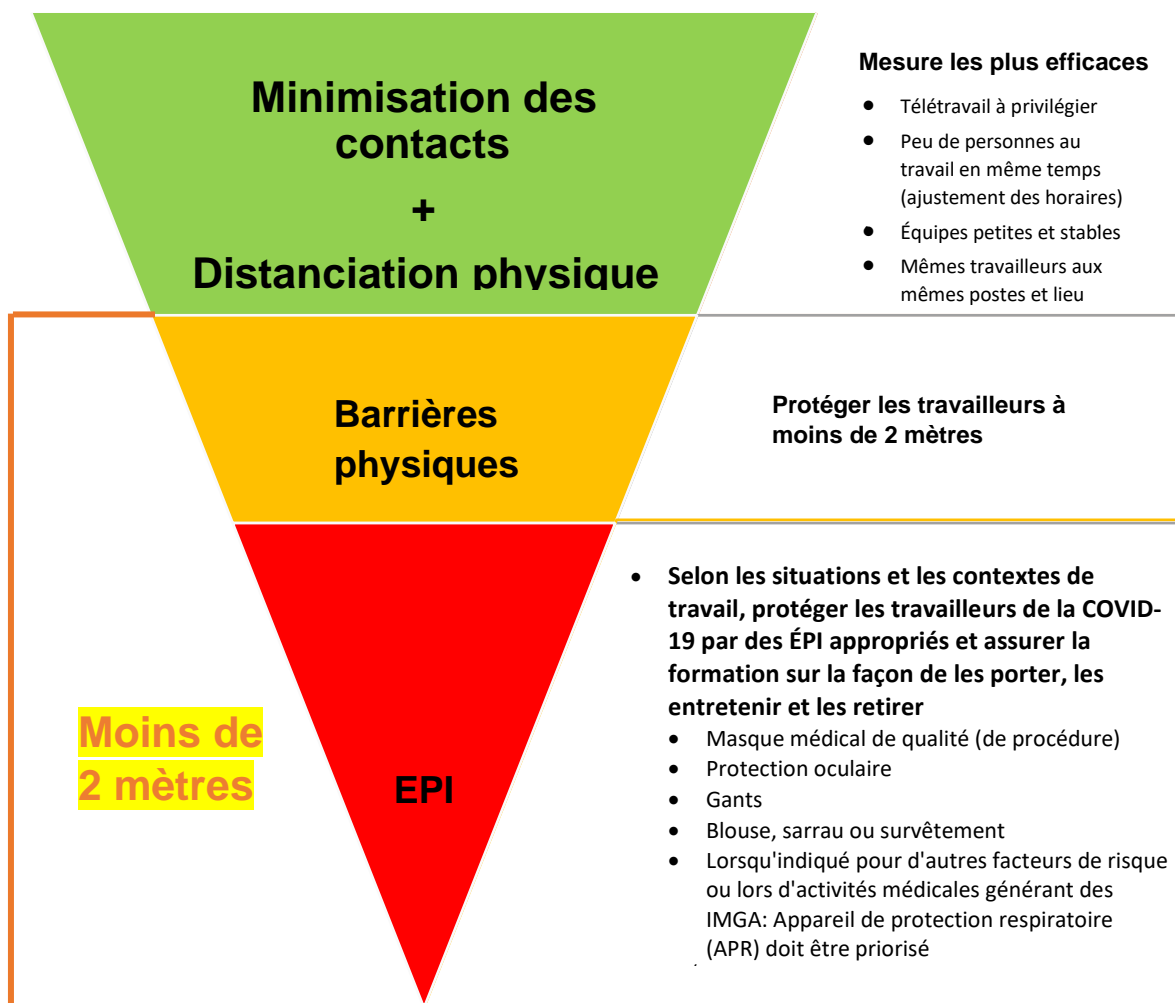 Minimisation des
contacts
+
Distanciation physique
Mesure les plus efficaces
● Télétravail à privilégier
● Peu de personnes au
travail en même temps
(ajustement des horaires)
● Équipes petites et stables
● Mêmes travailleurs aux
mêmes postes et lieu
Barrières
physiques
Protéger les travailleurs à
moins de 2 mètres
Moins de
2 mètres
EPI
• Selon les situations et les contextes de
travail, protéger les travailleurs de la COVID-
19 par des ÉPI appropriés et assurer la
formation sur la façon de les porter, les
entretenir et les retirer
• Masque médical de qualité (de procédure)
• Protection oculaire
• Gants
• Blouse, sarrau ou survêtement
• Lorsqu'indiqué pour d'autres facteurs de risque
ou lors d'activités médicales générant des
IMGA: Appareil de protection respiratoire
(APR) doit être priorisé